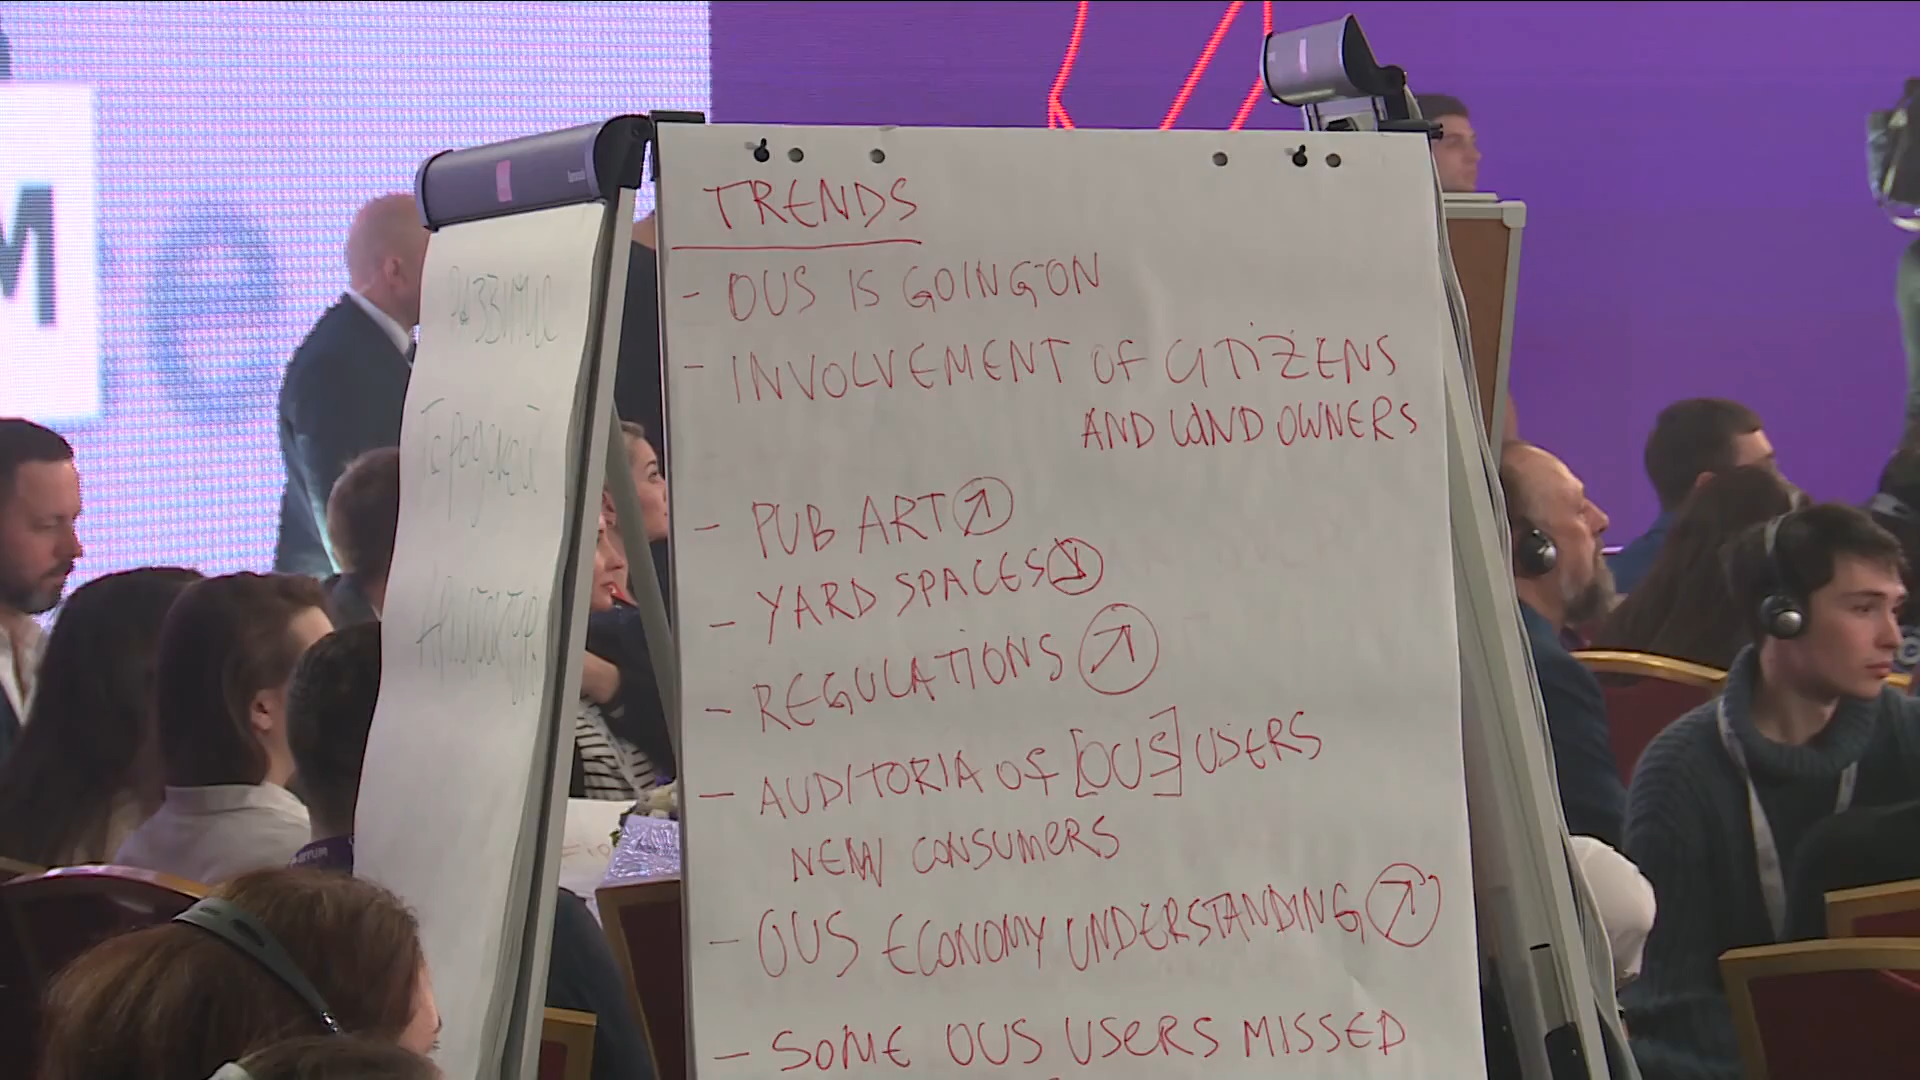 TRENDS
- OUS IS GOING ON
- INVOLVEMENT OF CITIZENS
AND LAND OWNERS
- PUB ART ↗
- YARD SPACES ↘
- REGULATIONS ↗
- AUDITORIA OF [OUS] USERS
NEW CONSUMERS
- OUS ECONOMY UNDERSTANDING ↗
- SOME OUS USERS MISSED
Развитие
M
e